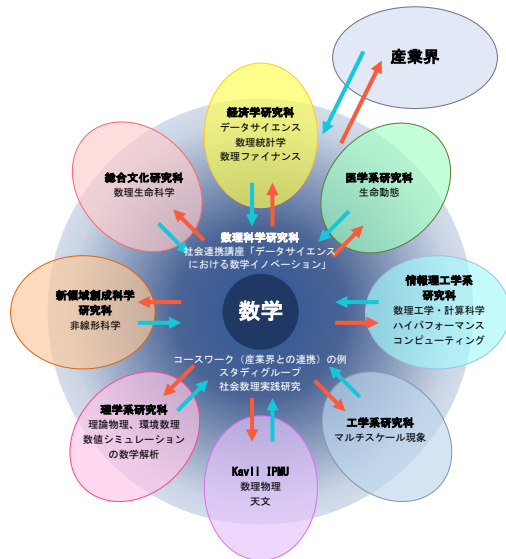 産業界
経済学研究科
データサイエンス
数理統計学
数理ファイナンス
総合文化研究科
数理生命科学
医学系研究科
生命動態
数理科学研究科
社会連携講座「データサイエンス
における数学イノベーション」
新領域創成科学
研究科
非線形科学
数学
情報理工学系
研究科
数理工学・計算科学
ハイパフォーマンス
コンピューティング
コースワーク（産業界との連携）の例
スタディグループ
社会数理実践研究
理学系研究科
理論物理、環境数理
数値シミュレーション
の数学解析
工学系研究科
マルチスケール現象
Kavli IPMU
数理物理
天文